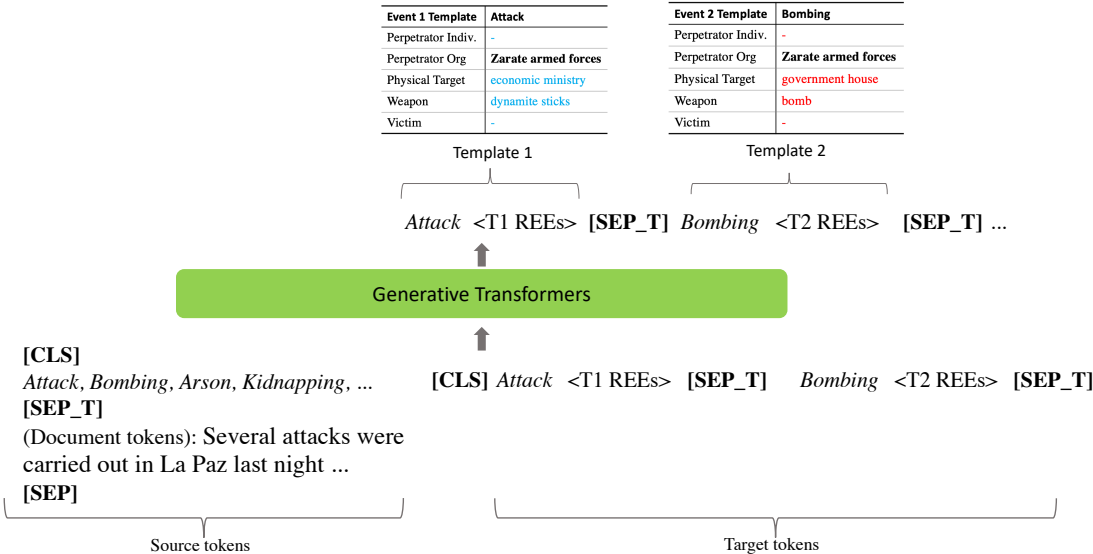 Event 1 Template Attack
Perpetrator Indiv. -
Perpetrator Org Zarate armed forces
Physical Target economic ministry
Weapon dynamite sticks
Victim -
Template 1
Event 2 Template Bombing
Perpetrator Indiv. -
Perpetrator Org Zarate armed forces
Physical Target government house
Weapon bomb
Victim -
Template 2
Attack <T1 REEs> [SEP_T] Bombing <T2 REEs> [SEP_T] ...
Generative Transformers
[CLS]
Attack, Bombing, Arson, Kidnapping, ...
[SEP_T]
(Document tokens): Several attacks were
carried out in La Paz last night ...
[SEP]
Source tokens
[CLS] Attack <T1 REEs> [SEP_T] Bombing <T2 REEs> [SEP_T]
Target tokens